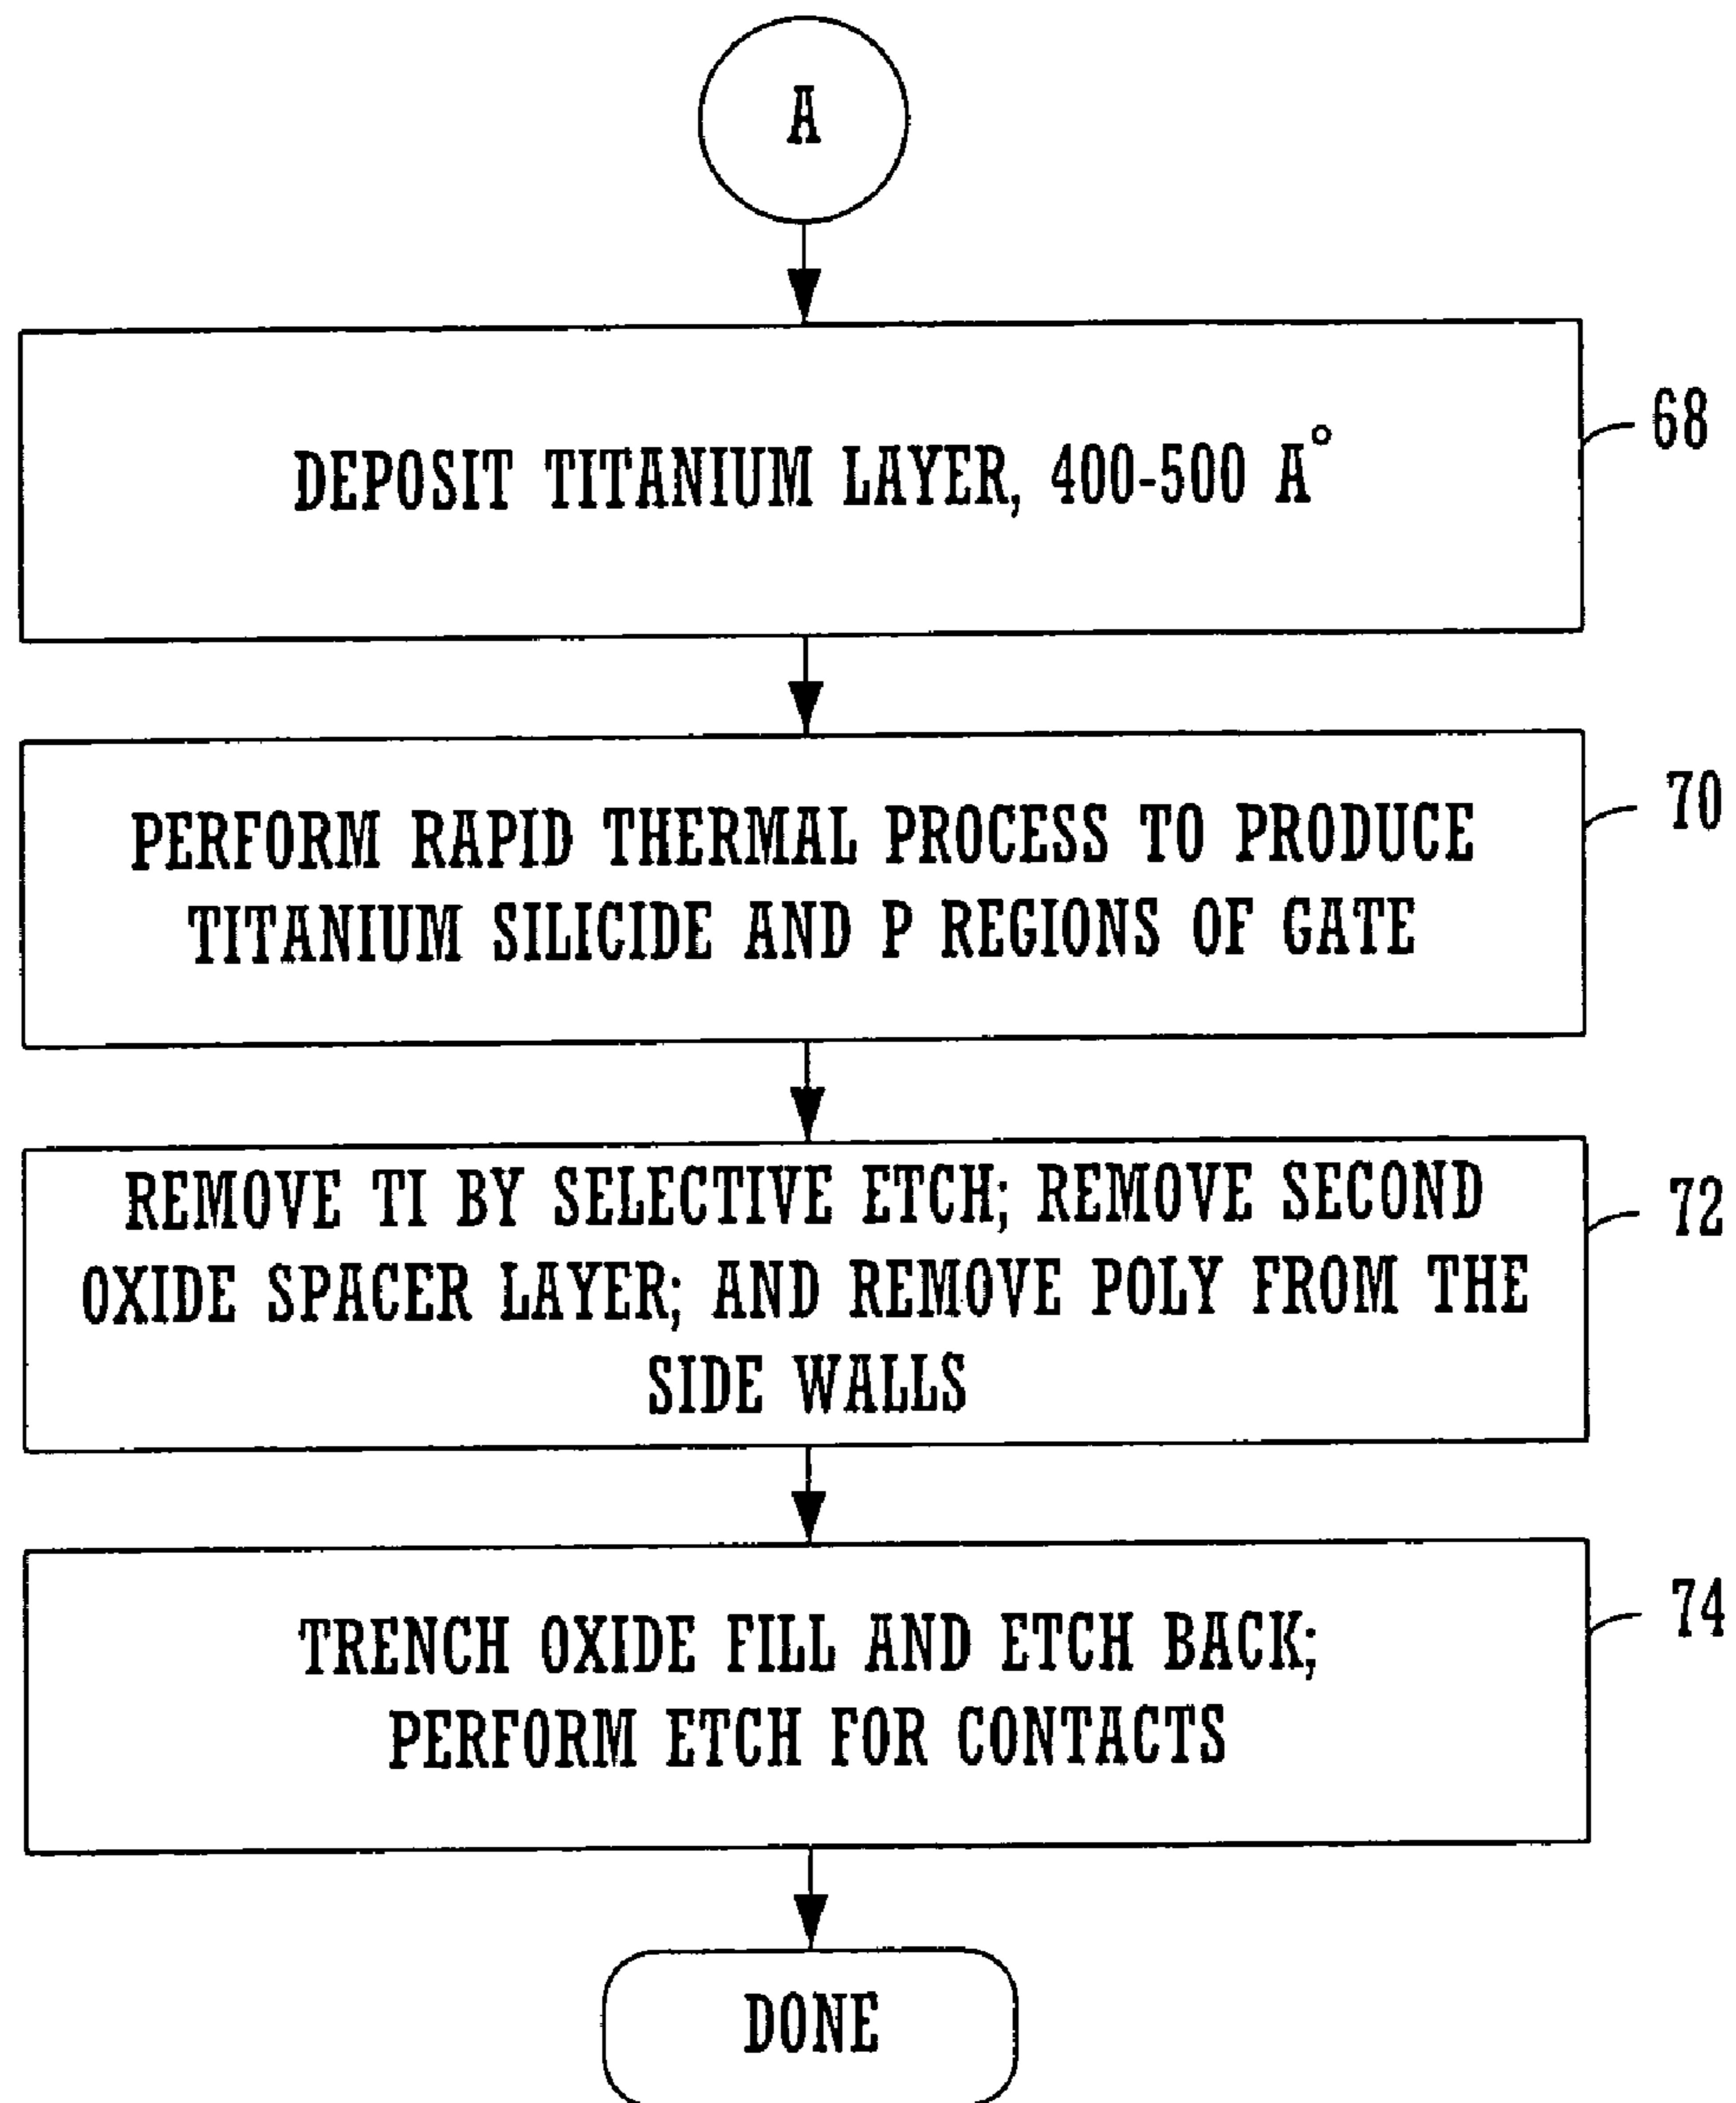 A
DEPOSIT TITANIUM LAYER, 400-500 A°
68
PERFORM RAPID THERMAL PROCESS TO PRODUCE
TITANIUM SILICIDE AND P REGIONS OF GATE
70
REMOVE TI BY SELECTIVE ETCH; REMOVE SECOND
OXIDE SPACER LAYER; AND REMOVE POLY FROM THE
SIDE WALLS
72
TRENCH OXIDE FILL AND ETCH BACK;
PERFORM ETCH FOR CONTACTS
74
DONE